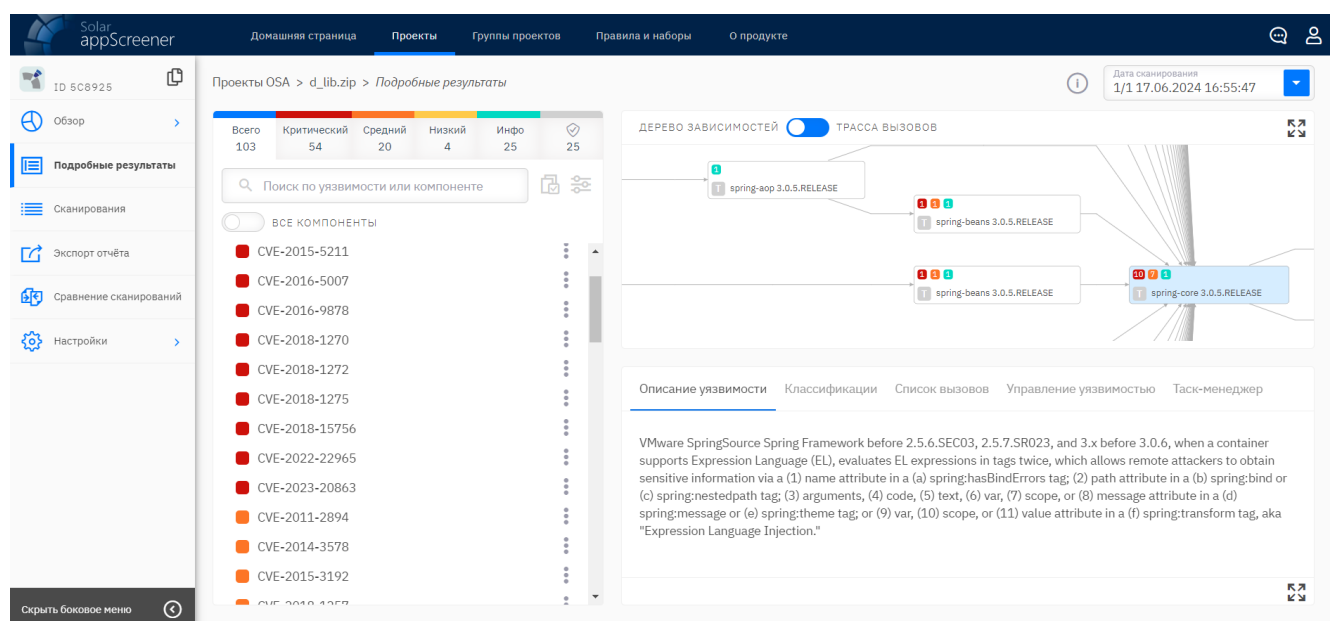 Solar
appScreener
Домашняя страница
Проекты
Группы проектов
Правила и наборы
О продукте
ID 5C8925
Обзор
Подробные результаты
Сканирования
Экспорт отчёта
Сравнение сканирований
Настройки
Скрыть боковое меню
Проекты OSA > d_lib.zip > Подробные результаты
Дата сканирования
1/1 17.06.2024 16:55:47
Всего Критический Средний Низкий Инфо
103 54 20 4 25 25
Поиск по уязвимости или компоненте
ВСЕ КОМПОНЕНТЫ
CVE-2015-5211
CVE-2016-5007
CVE-2016-9878
CVE-2018-1270
CVE-2018-1272
CVE-2018-1275
CVE-2018-15756
CVE-2022-22965
CVE-2023-20863
CVE-2011-2894
CVE-2014-3578
CVE-2015-3192
CVE-2018-1257
ДЕРЕВО ЗАВИСИМОСТЕЙ ТРАССА ВЫЗОВОВ
1
T spring-aop 3.0.5.RELEASE
1 1 1
T spring-beans 3.0.5.RELEASE
1 1 1
T spring-beans 3.0.5.RELEASE
10 7 1
T spring-core 3.0.5.RELEASE
Описание уязвимости Классификации Список вызовов Управление уязвимостью Таск-менеджер
VMware SpringSource Spring Framework before 2.5.6.SEC03, 2.5.7.SR023, and 3.x before 3.0.6, when a container
supports Expression Language (EL), evaluates EL expressions in tags twice, which allows remote attackers to obtain
sensitive information via a (1) name attribute in a (a) spring:hasBindErrors tag; (2) path attribute in a (b) spring:bind or
(c) spring:nestedpath tag; (3) arguments, (4) code, (5) text, (6) var, (7) scope, or (8) message attribute in a (d)
spring:message or (e) spring:theme tag; or (9) var, (10) scope, or (11) value attribute in a (f) spring:transform tag, aka
"Expression Language Injection."